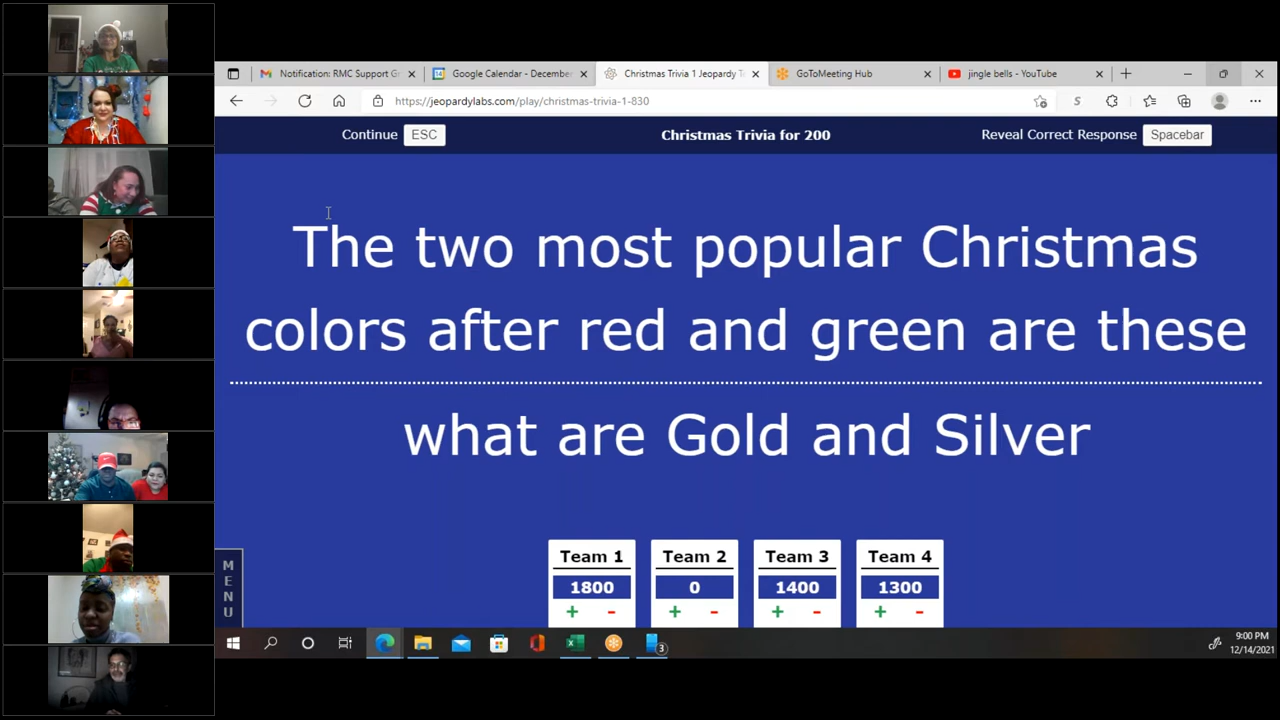 Notification: RMC Support Gr
Google Calendar - December
Christmas Trivia 1 Jeopardy Te
GoToMeeting Hub
jingle bells - YouTube
https://jeopardylabs.com/play/christmas-trivia-1-830
Continue ESC
Christmas Trivia for 200
Reveal Correct Response Spacebar
The two most popular Christmas
colors after red and green are these
what are Gold and Silver
MENU
Team 1 Team 2 Team 3 Team 4
1800 0 1400 1300
+ - + - + - + -
3
9:00 PM
12/14/2021